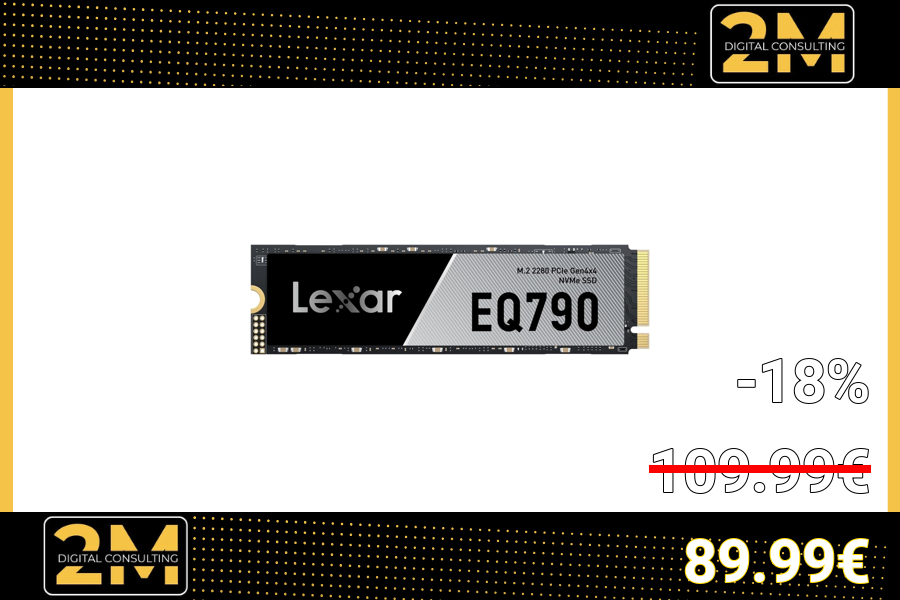 2M
DIGITAL CONSULTING
M.2 2280 PCIe Gen4x4
NVMe SSD
Lexar
EQ790
-18%
109.99€
2M
DIGITAL CONSULTING
89.99€